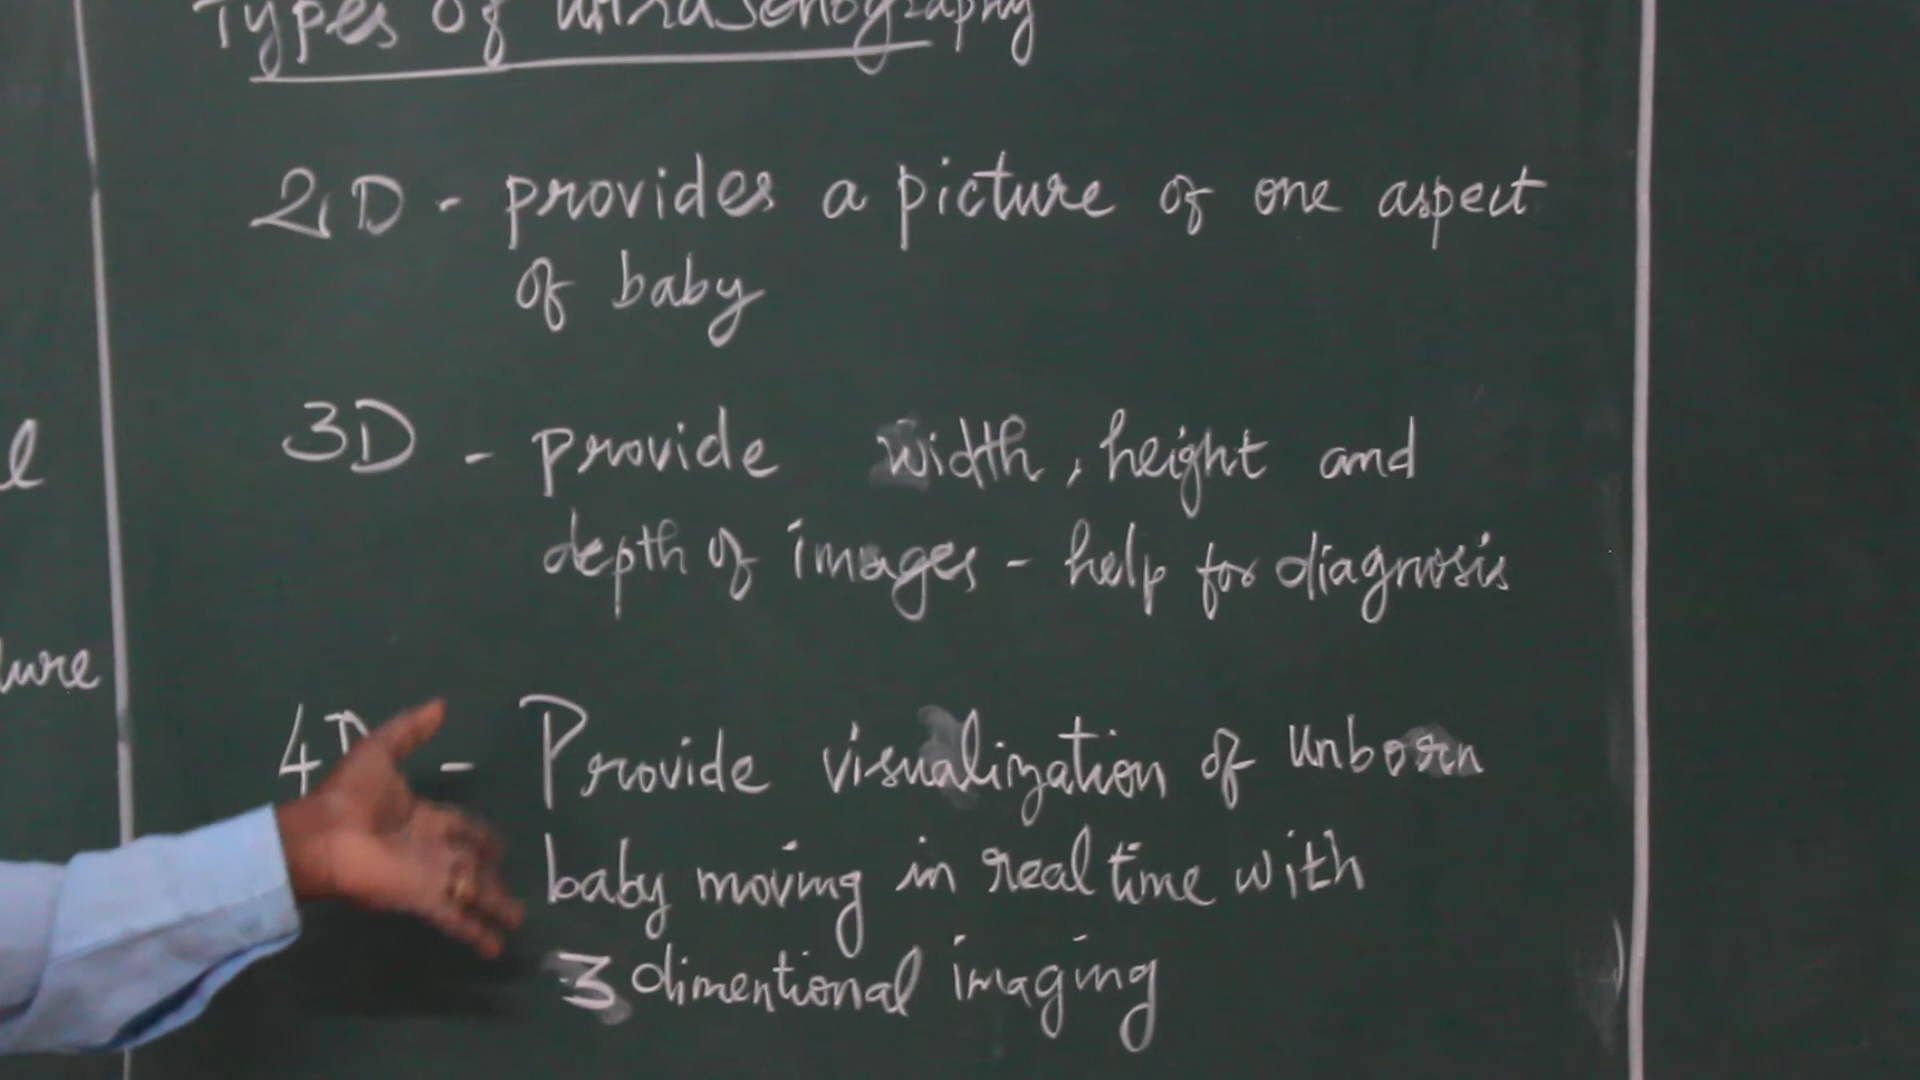 Types of ultrasonography
2D - provides a picture of one aspect
of baby
3D - provide width, height and
depth of images - help for diagnosis
4D - Provide visualization of unborn
baby moving in real time with
3 dimentional imaging